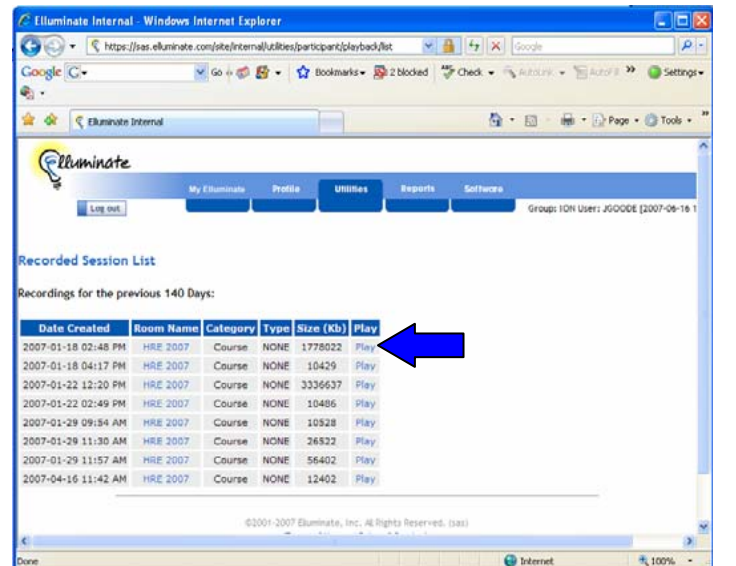 Elluminate Internal - Windows Internet Explorer
https://sas.elluminate.com/site/internal/utilities/participant/playback/list Google
Google Go Bookmarks 2 blocked Check AutoLink AutoFill Settings
Elluminate Internal Page Tools
Elluminate
My Elluminate Profile Utilities Reports Software
Log out Group: ION User: JGOODE [2007-06-16 1
Recorded Session List
Recordings for the previous 140 Days:
Date Created Room Name Category Type Size (Kb) Play
2007-01-18 02:48 PM HRE 2007 Course NONE 1778022 Play
2007-01-18 04:17 PM HRE 2007 Course NONE 10429 Play
2007-01-22 12:20 PM HRE 2007 Course NONE 3336637 Play
2007-01-22 02:49 PM HRE 2007 Course NONE 10486 Play
2007-01-29 09:54 AM HRE 2007 Course NONE 10528 Play
2007-01-29 11:30 AM HRE 2007 Course NONE 26522 Play
2007-01-29 11:57 AM HRE 2007 Course NONE 56402 Play
2007-04-16 11:42 AM HRE 2007 Course NONE 12402 Play
©2001-2007 Elluminate, Inc. All Rights Reserved. (sas)
Done Internet 100%